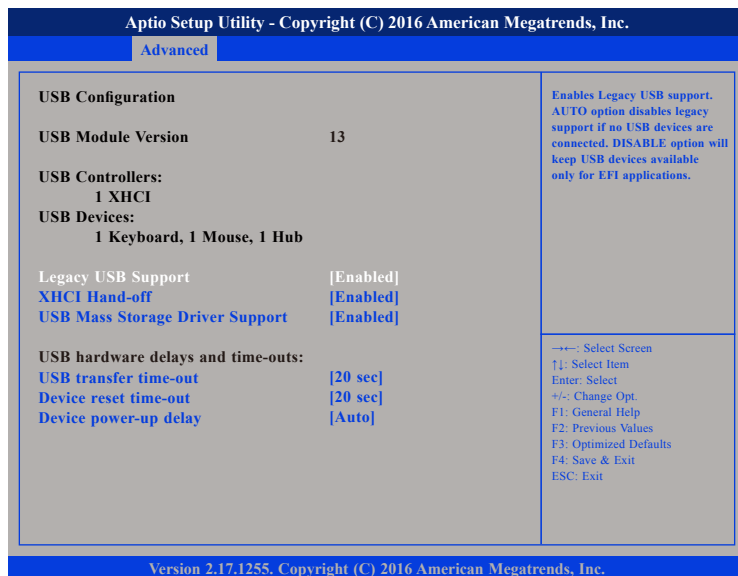 Aptio Setup Utility - Copyright (C) 2016 American Megatrends, Inc.
Advanced
USB Configuration
USB Module Version 13
USB Controllers:
1 XHCI
USB Devices:
1 Keyboard, 1 Mouse, 1 Hub
Legacy USB Support [Enabled]
XHCI Hand-off [Enabled]
USB Mass Storage Driver Support [Enabled]
USB hardware delays and time-outs:
USB transfer time-out [20 sec]
Device reset time-out [20 sec]
Device power-up delay [Auto]
Enables Legacy USB support.
AUTO option disables legacy
support if no USB devices are
connected. DISABLE option will
keep USB devices available
only for EFI applications.
→←: Select Screen
↑↓: Select Item
Enter: Select
+/-: Change Opt.
F1: General Help
F2: Previous Values
F3: Optimized Defaults
F4: Save & Exit
ESC: Exit
Version 2.17.1255. Copyright (C) 2016 American Megatrends, Inc.